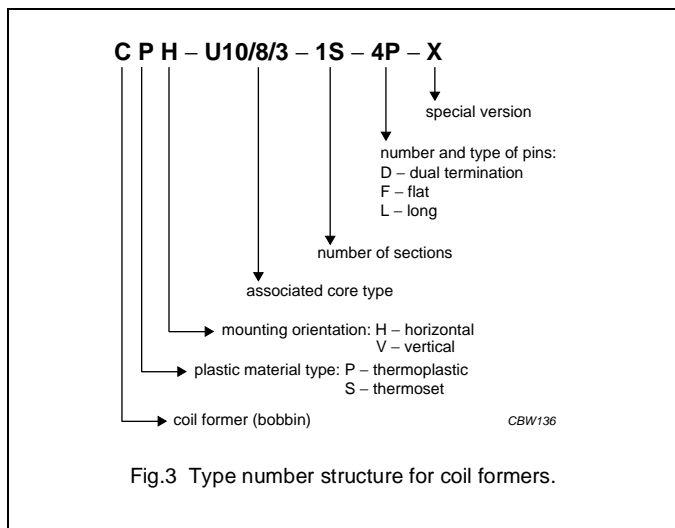 C P H – U10/8/3 – 1S – 4P – X
special version
number and type of pins:
D – dual termination
F – flat
L – long
number of sections
associated core type
mounting orientation: H – horizontal
V – vertical
plastic material type: P – thermoplastic
S – thermoset
coil former (bobbin)
CBW136
Fig.3 Type number structure for coil formers.